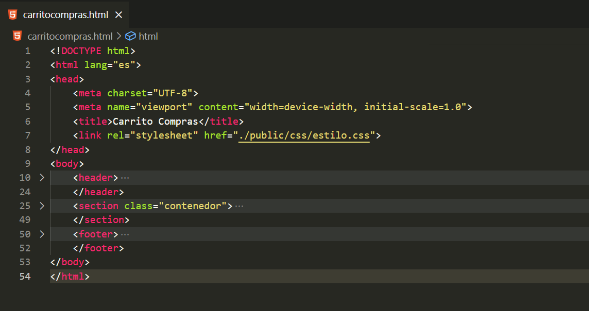 carritocompras.html ×
carritocompras.html > html
1 <!DOCTYPE html>
2 <html lang="es">
3 <head>
4 <meta charset="UTF-8">
5 <meta name="viewport" content="width=device-width, initial-scale=1.0">
6 <title>Carrito Compras</title>
7 <link rel="stylesheet" href="./public/css/estilo.css">
8 </head>
9 <body>
10 > <header>···
24 </header>
25 > <section class="contenedor">···
49 </section>
50 > <footer>···
52 </footer>
53 </body>
54 </html>